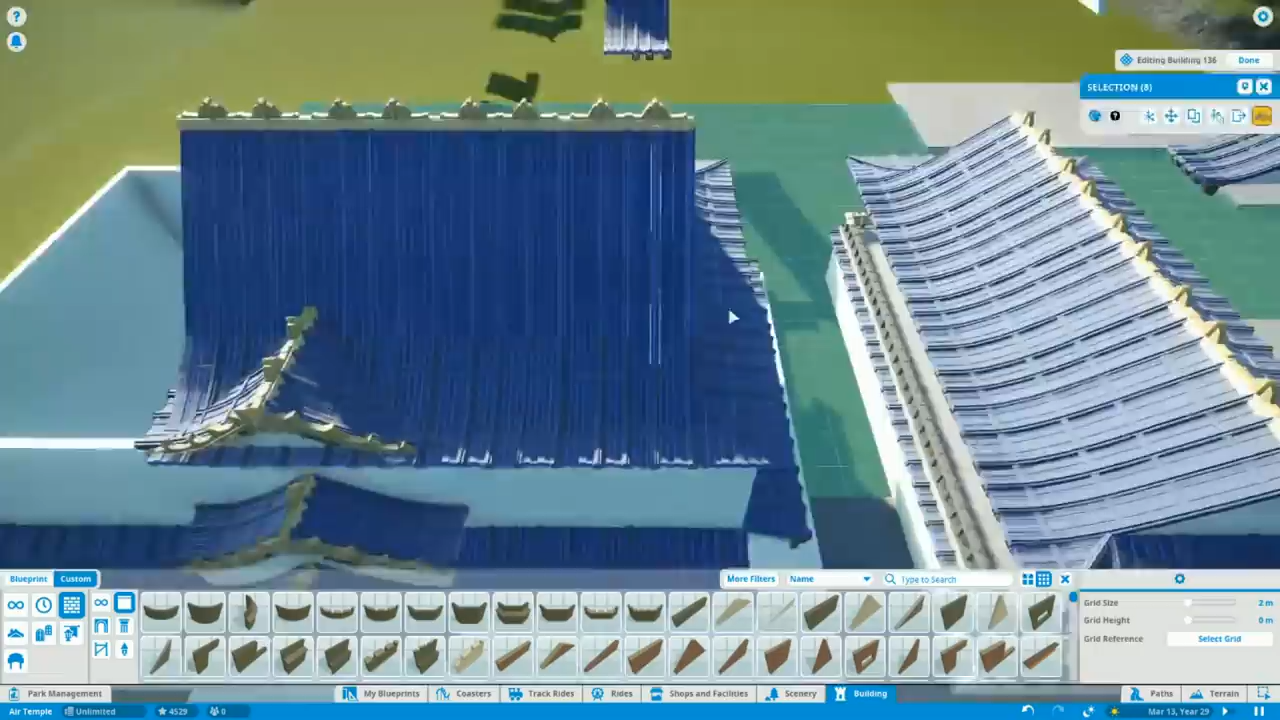 ?
Editing Building 136 Done
SELECTION (8)
Blueprint Custom
More Filters Name Type to Search
Grid Size 2 m
Grid Height 0 m
Grid Reference Select Grid
Park Management My Blueprints Coasters Track Rides Rides Shops and Facilities Scenery Building Paths Terrain
Air Temple Unlimited 4529 0 Mar 13, Year 29